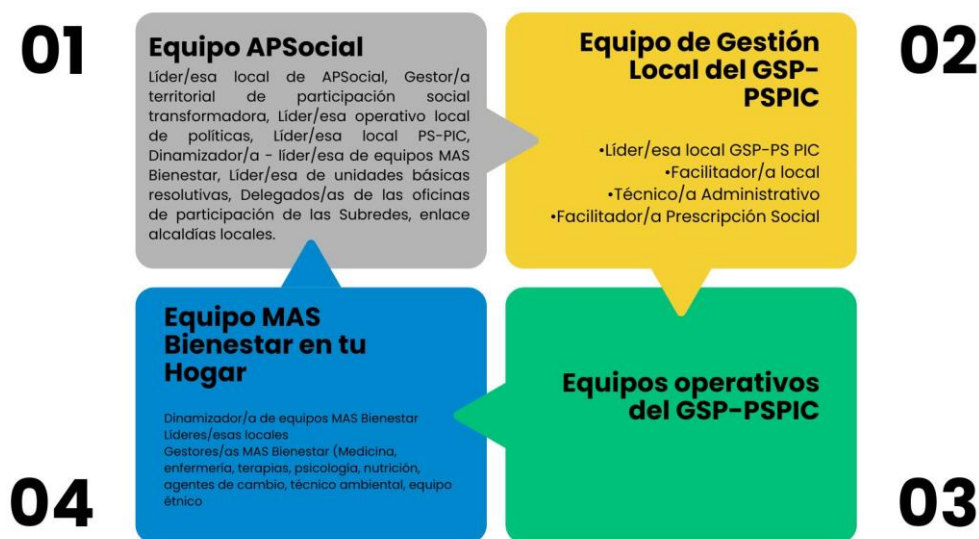 01
Equipo APSocial
Líder/esa local de APSocial, Gestor/a
territorial de participación social
transformadora, Líder/esa operativo local
de políticas, Líder/esa local PS-PIC,
Dinamizador/a - líder/esa de equipos MAS
Bienestar, Líder/esa de unidades básicas
resolutivas, Delegados/as de las oficinas
de participación de las Subredes, enlace
alcaldías locales.
02
Equipo de Gestión
Local del GSP-
PSPIC
•Líder/esa local GSP-PS PIC
•Facilitador/a local
•Técnico/a Administrativo
•Facilitador/a Prescripción Social
03
Equipos operativos
del GSP-PSPIC
04
Equipo MAS
Bienestar en tu
Hogar
Dinamizador/a de equipos MAS Bienestar
Líderes/esas locales
Gestores/as MAS Bienestar (Medicina,
enfermería, terapias, psicología, nutrición,
agentes de cambio, técnico ambiental, equipo
étnico